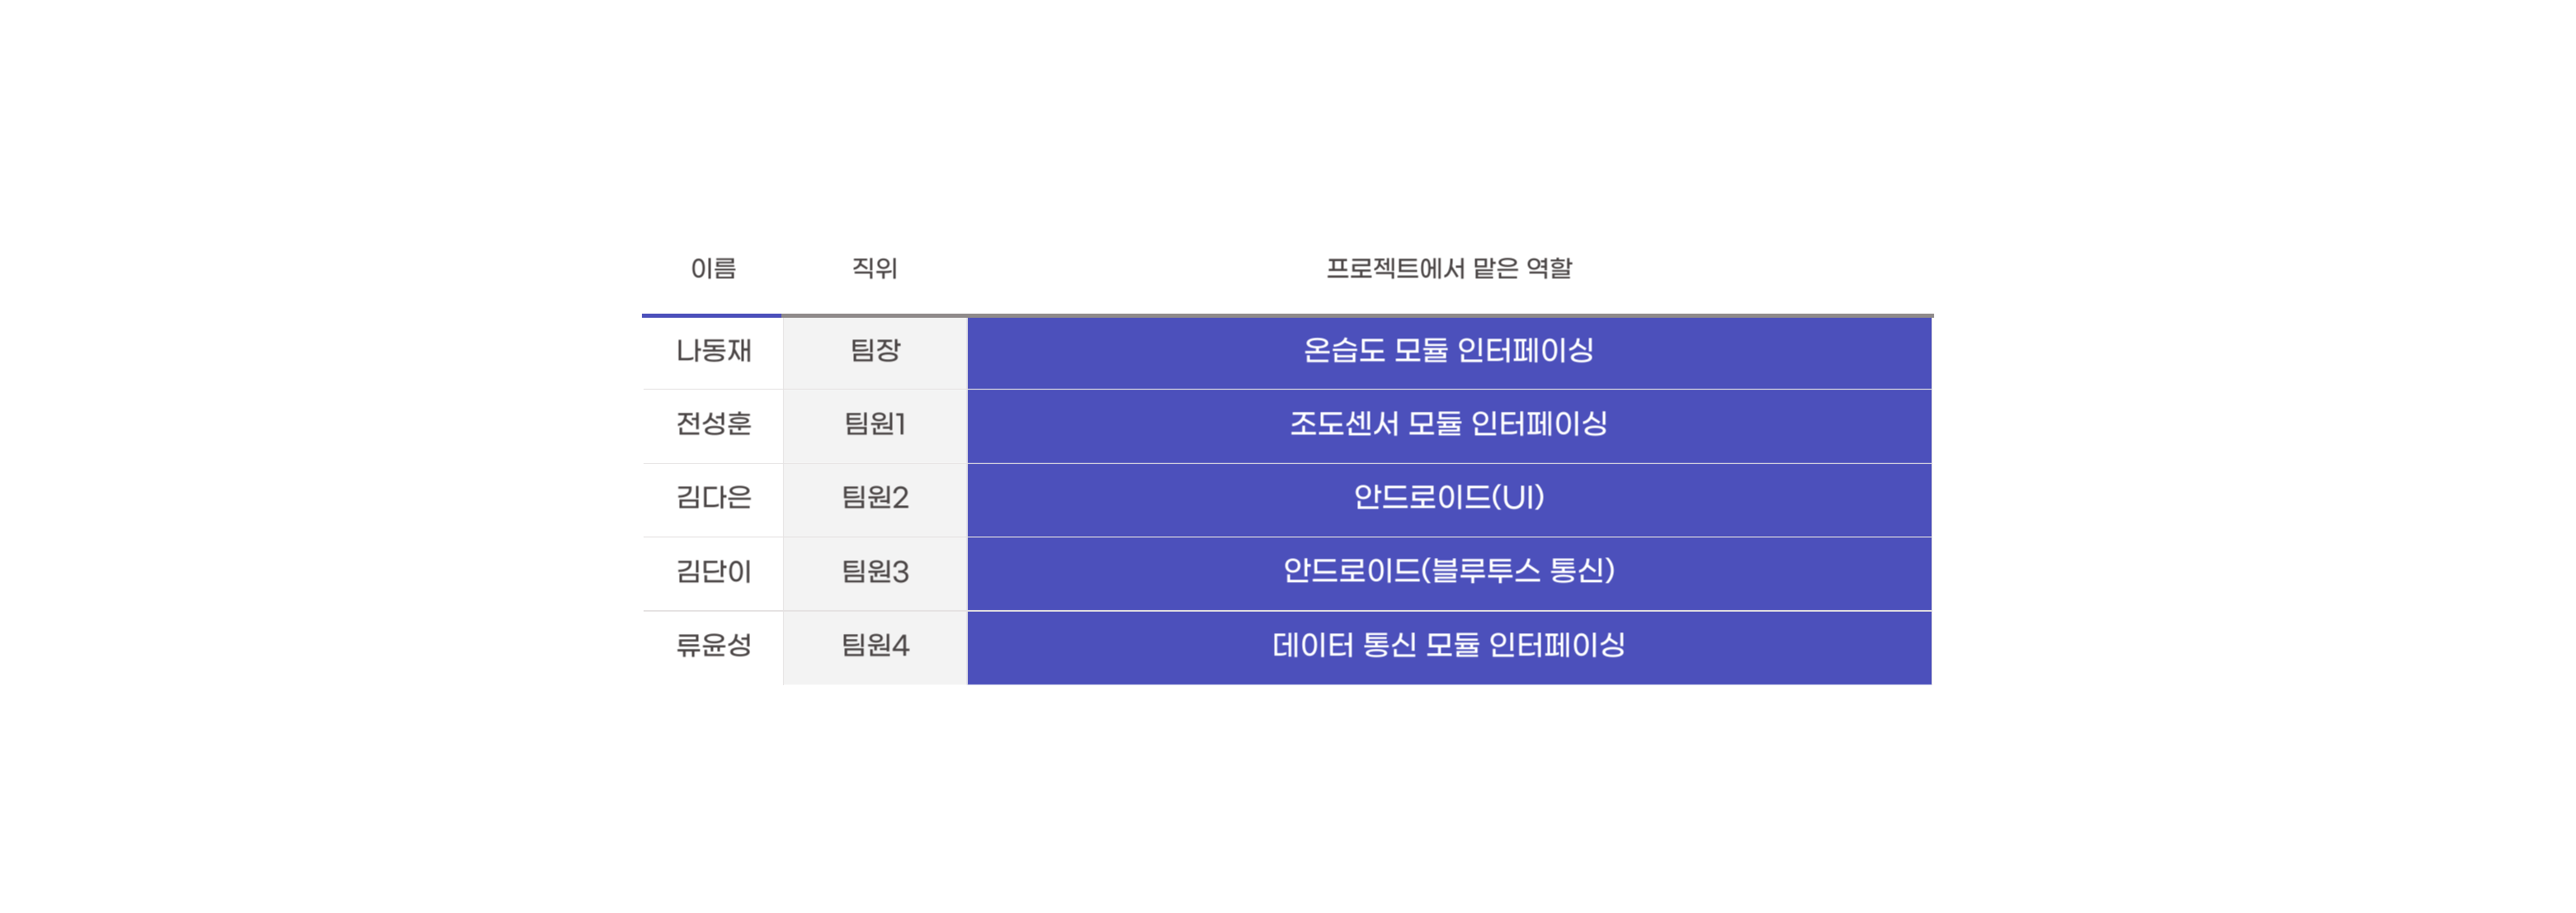 이름 직위 프로젝트에서 맡은 역할
나동재 팀장 온습도 모듈 인터페이싱
전성훈 팀원1 조도센서 모듈 인터페이싱
김다은 팀원2 안드로이드(UI)
김단이 팀원3 안드로이드(블루투스 통신)
류윤성 팀원4 데이터 통신 모듈 인터페이싱